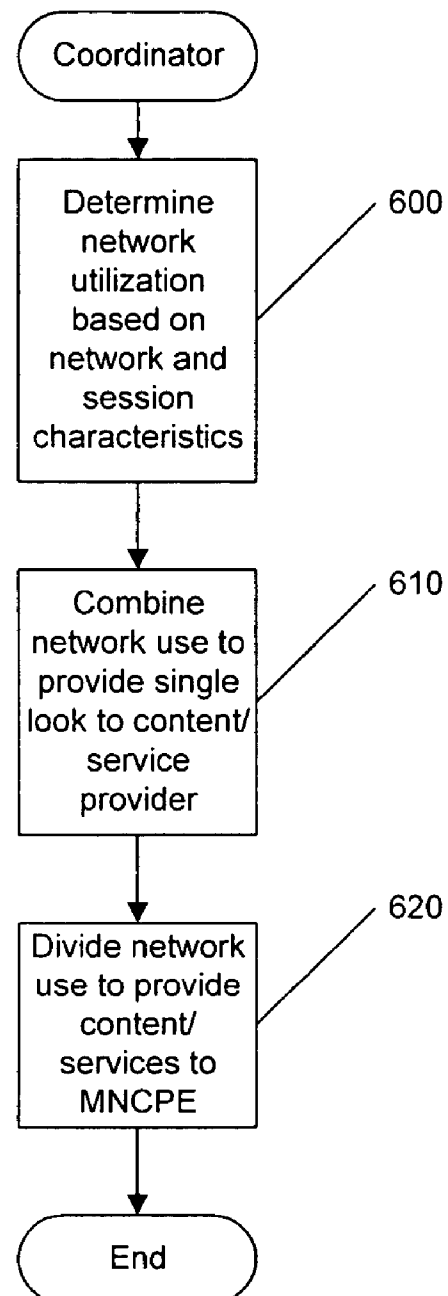 Coordinator
Determine
network
utilization
based on
network and
session
characteristics
600
Combine
network use to
provide single
look to content/
service
provider
610
Divide network
use to provide
content/
services to
MNCPE
620
End